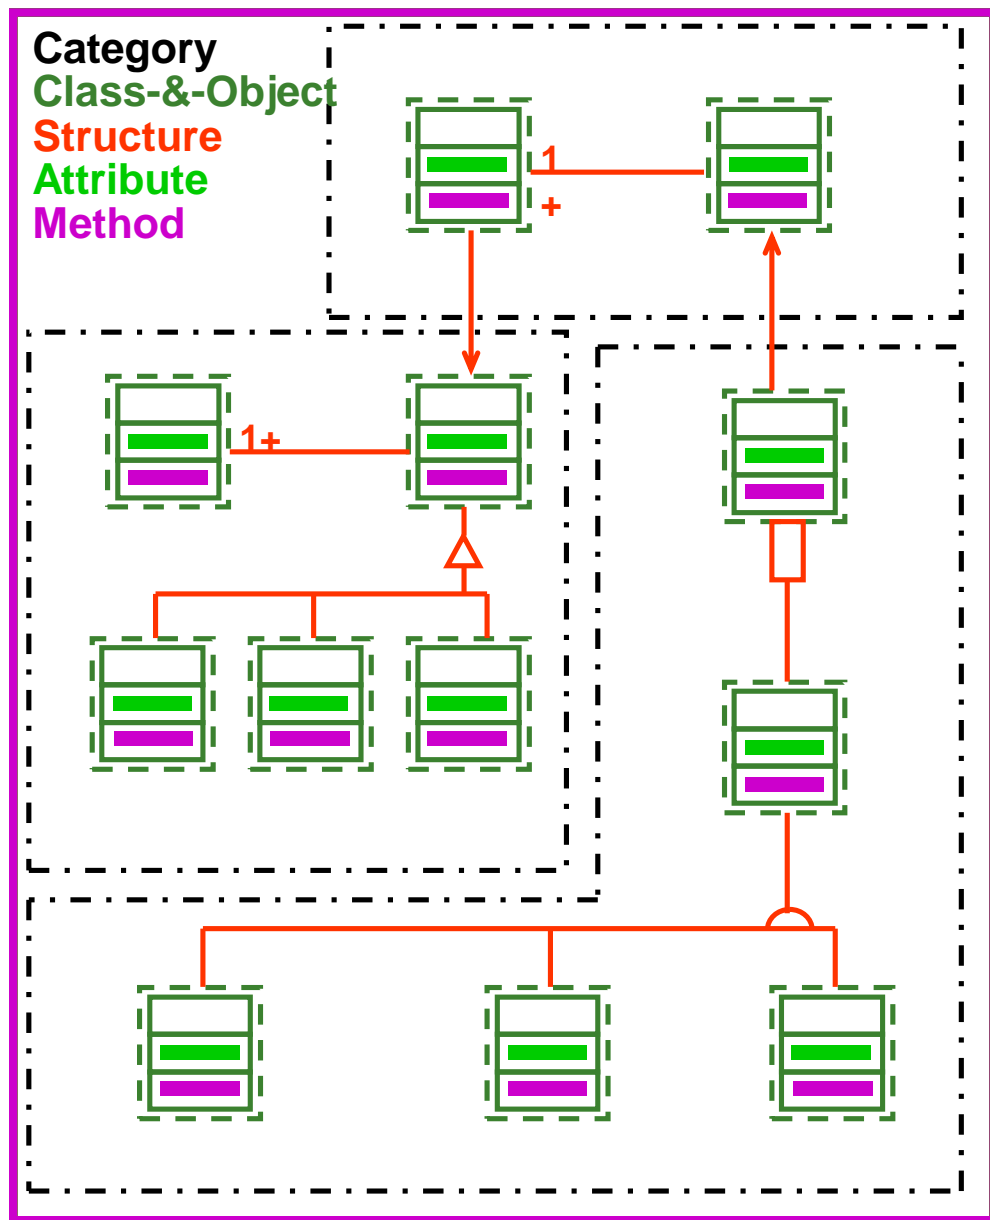 Category
Class-&-Object
Structure
Attribute
Method
1
+
1+